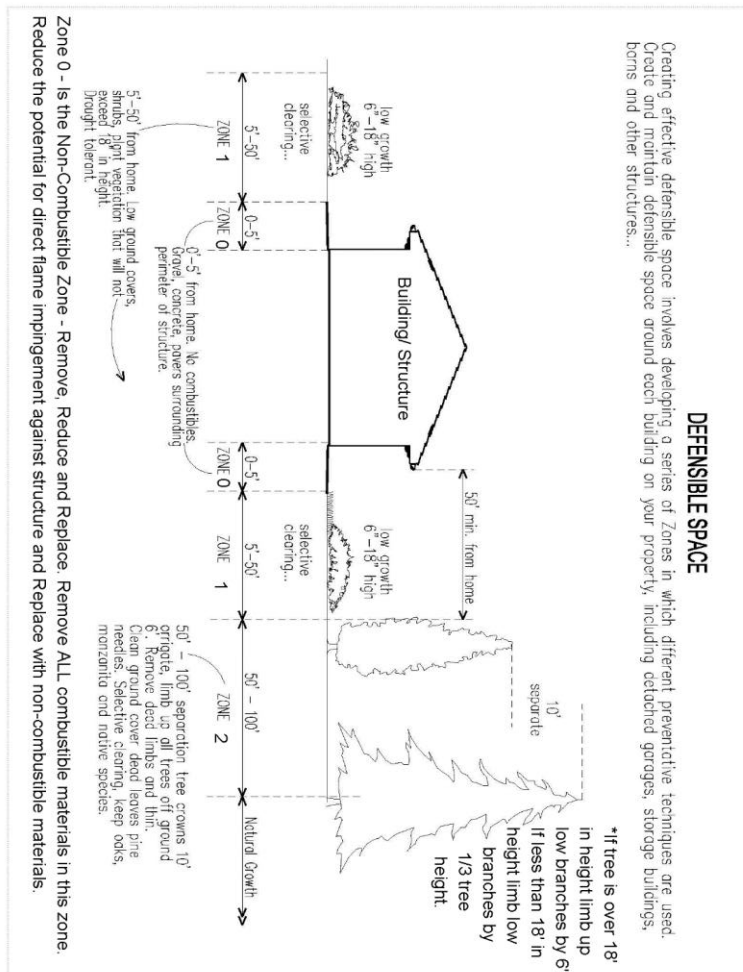 DEFENSIBLE SPACE
Creating effective defensible space involves developing a series of Zones in which different preventative techniques are used.
Create and maintain defensible space around each building on your property, including detached garages, storage buildings,
barns and other structures...
*If tree is over 18'
in height limb up
low branches by 6'
If less than 18' in
height limb low
branches by
1/3 tree
height.
10'
separate
50' min. from home
Building/ Structure
low growth
6"-18" high
selective
clearing...
low growth
6"-18" high
selective
clearing...
5'-50'
ZONE 1
0-5'
ZONE 0
0-5'
ZONE 0
5'-50'
ZONE 1
50' - 100'
ZONE 2
Natural Growth
0'-5' from home. No combustibles.
Gravel, concrete, pavers surrounding
perimeter of structure.
5'-50' from home. Low ground covers,
shrubs, plant vegetation that will not
exceed 18" in height.
Drought tolerant.
50' - 100' separation tree crowns 10'
irrigate, limb up all trees off ground
6'. Remove dead limbs and thin.
Clean ground cover dead leaves pine
needles. Selective clearing, keep oaks,
manzanita and native species.
Zone 0 - Is the Non-Combustible Zone - Remove, Reduce and Replace. Remove ALL combustible materials in this zone.
Reduce the potential for direct flame impingement against structure and Replace with non-combustible materials.